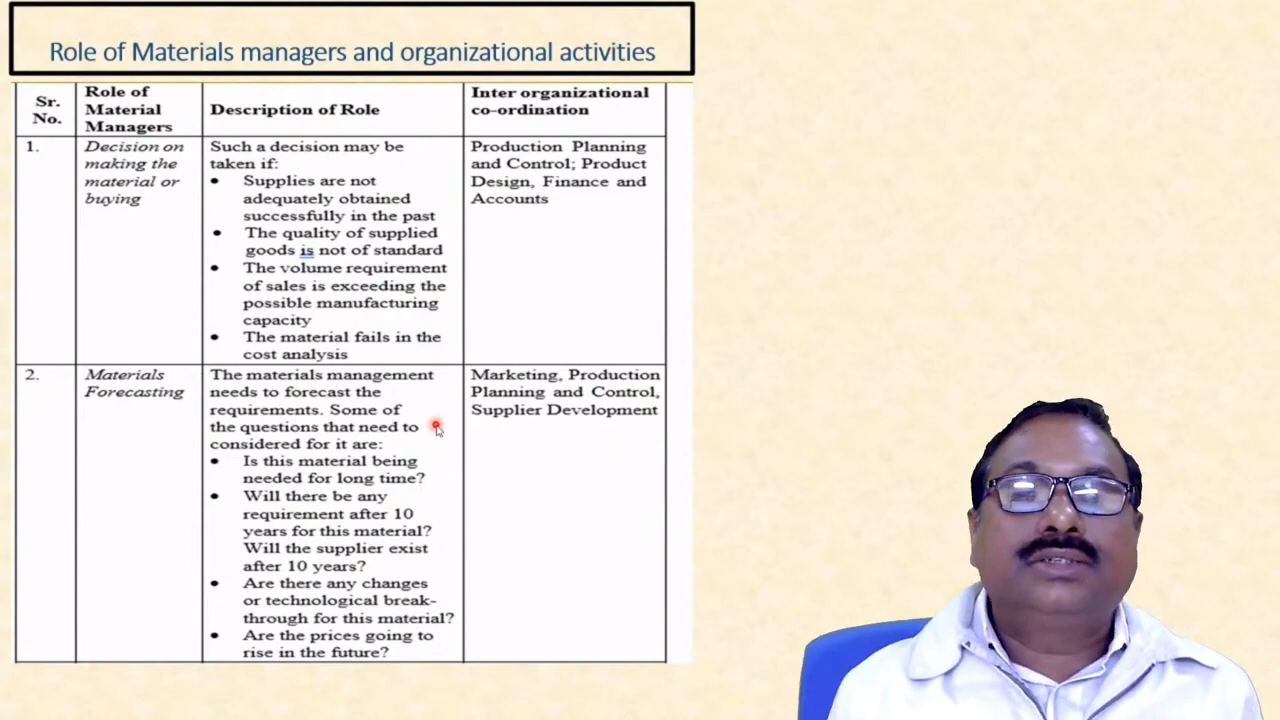 Role of Materials managers and organizational activities
Sr.
No.
Role of
Material
Managers
Description of Role
Inter organizational
co-ordination
1.
Decision on
making the
material or
buying
Such a decision may be
taken if:
• Supplies are not
adequately obtained
successfully in the past
• The quality of supplied
goods is not of standard
• The volume requirement
of sales is exceeding the
possible manufacturing
capacity
• The material fails in the
cost analysis
Production Planning
and Control; Product
Design, Finance and
Accounts
2.
Materials
Forecasting
The materials management
needs to forecast the
requirements. Some of
the questions that need to
considered for it are:
• Is this material being
needed for long time?
• Will there be any
requirement after 10
years for this material?
Will the supplier exist
after 10 years?
• Are there any changes
or technological break-
through for this material?
• Are the prices going to
rise in the future?
Marketing, Production
Planning and Control,
Supplier Development